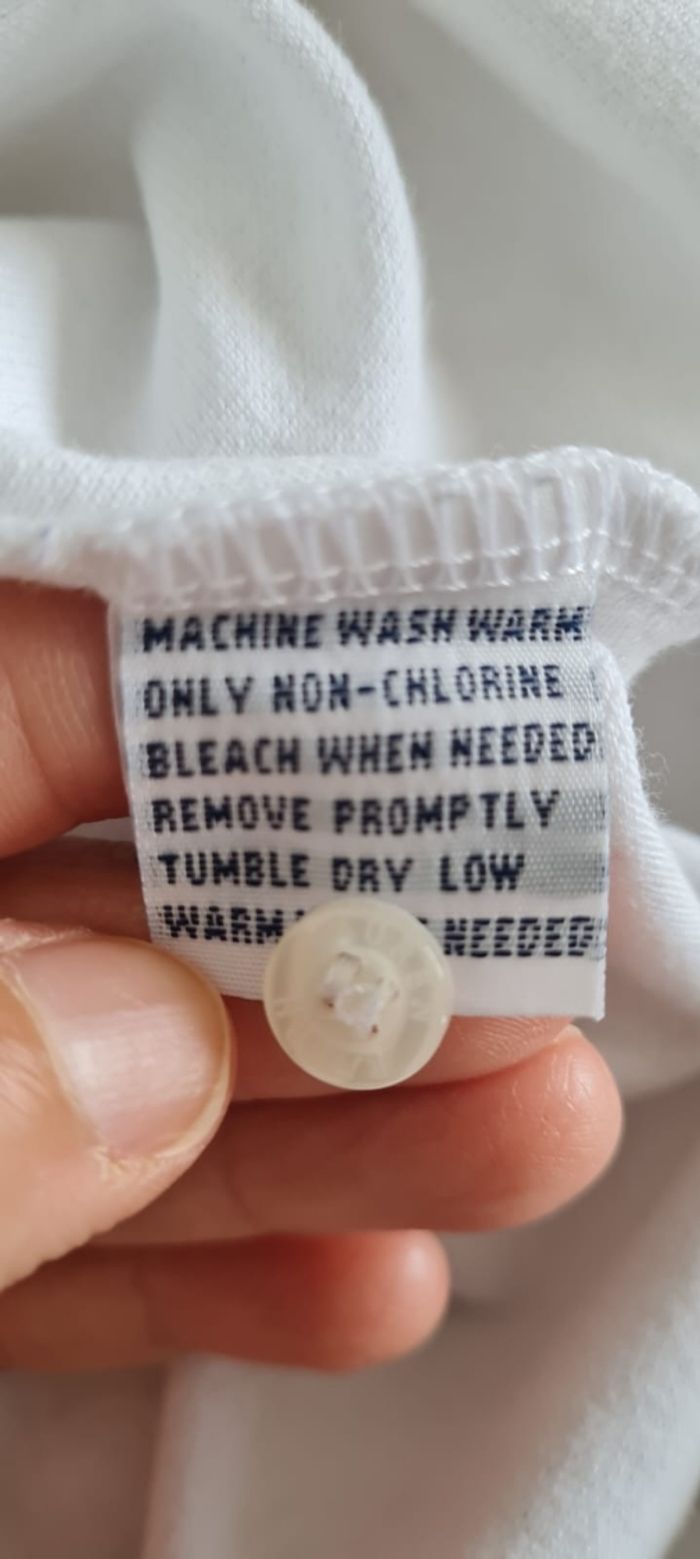 MACHINE WASH WARM
ONLY NON-CHLORINE
BLEACH WHEN NEEDED
REMOVE PROMPTLY
TUMBLE DRY LOW
WARM NEEDED